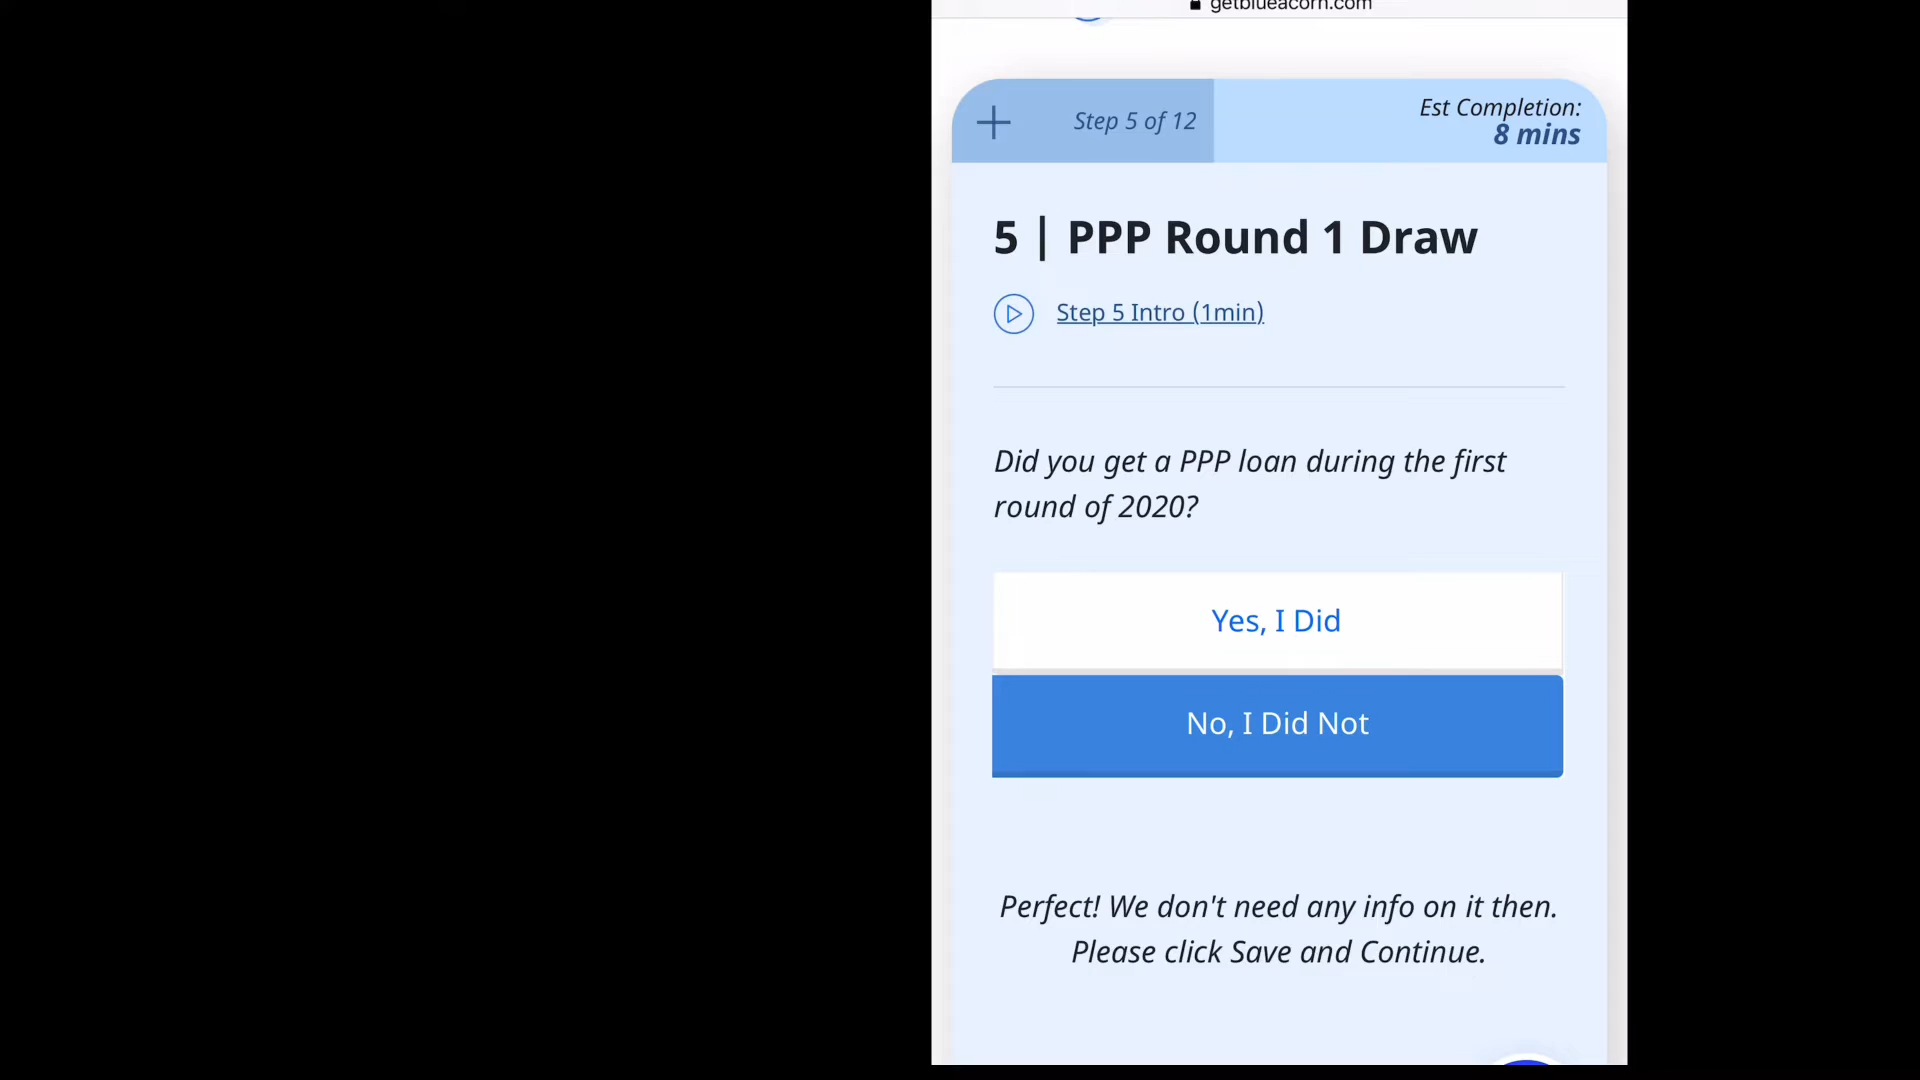 getblueacorn.com
Step 5 of 12
Est Completion:
8 mins
5 | PPP Round 1 Draw
Step 5 Intro (1min)
Did you get a PPP loan during the first
round of 2020?
Yes, I Did
No, I Did Not
Perfect! We don't need any info on it then.
Please click Save and Continue.